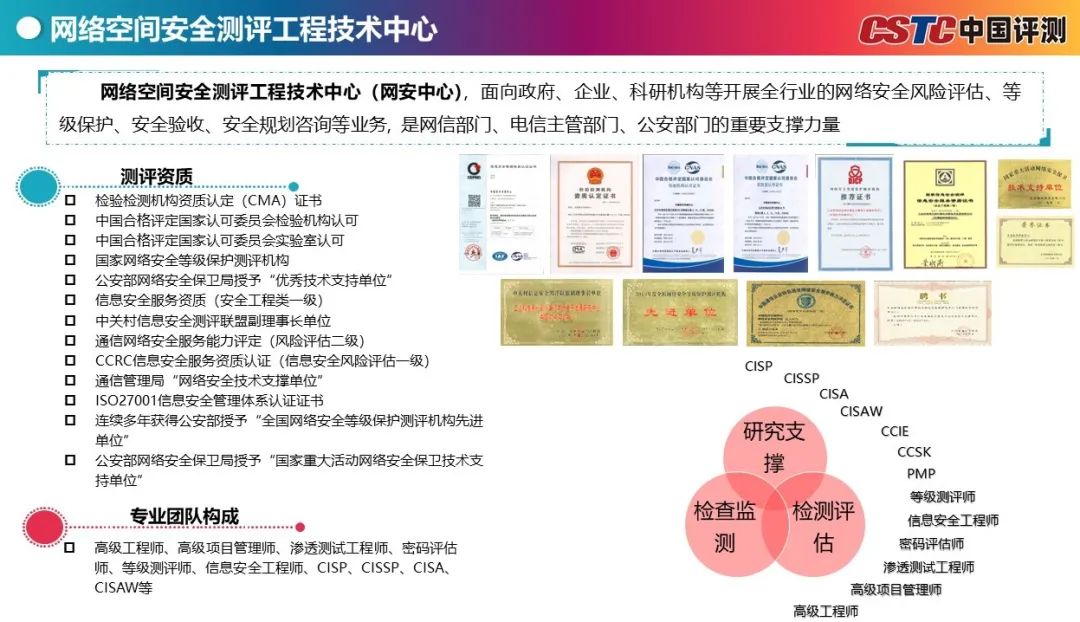 网络空间安全测评工程技术中心
CSTC中国评测
网络空间安全测评工程技术中心（网安中心），面向政府、企业、科研机构等开展全行业的网络安全风险评估、等
级保护、安全验收、安全规划咨询等业务, 是网信部门、电信主管部门、公安部门的重要支撑力量
测评资质
检验检测机构资质认定（CMA）证书
中国合格评定国家认可委员会检验机构认可
中国合格评定国家认可委员会实验室认可
国家网络安全等级保护测评机构
公安部网络安全保卫局授予“优秀技术支持单位”
信息安全服务资质（安全工程类一级）
中关村信息安全测评联盟副理事长单位
通信网络安全服务能力评定（风险评估二级）
CCRC信息安全服务资质认证（信息安全风险评估一级）
通信管理局“网络安全技术支撑单位”
ISO27001信息安全管理体系认证证书
连续多年获得公安部授予“全国网络安全等级保护测评机构先进
单位”
公安部网络安全保卫局授予“国家重大活动网络安全保卫技术支
持单位”
专业团队构成
高级工程师、高级项目管理师、渗透测试工程师、密码评估
师、等级测评师、信息安全工程师、CISP、CISSP、CISA、
CISAW等
资质认定证书
CNAS
CNAS
推荐证书
技术支持单位
荣誉证书
先进单位
聘书
CISP
CISSP
CISA
CISAW
CCIE
CCSK
PMP
等级测评师
信息安全工程师
密码评估师
渗透测试工程师
高级项目管理师
高级工程师
研究支
撑
检查监
测
检测评
估